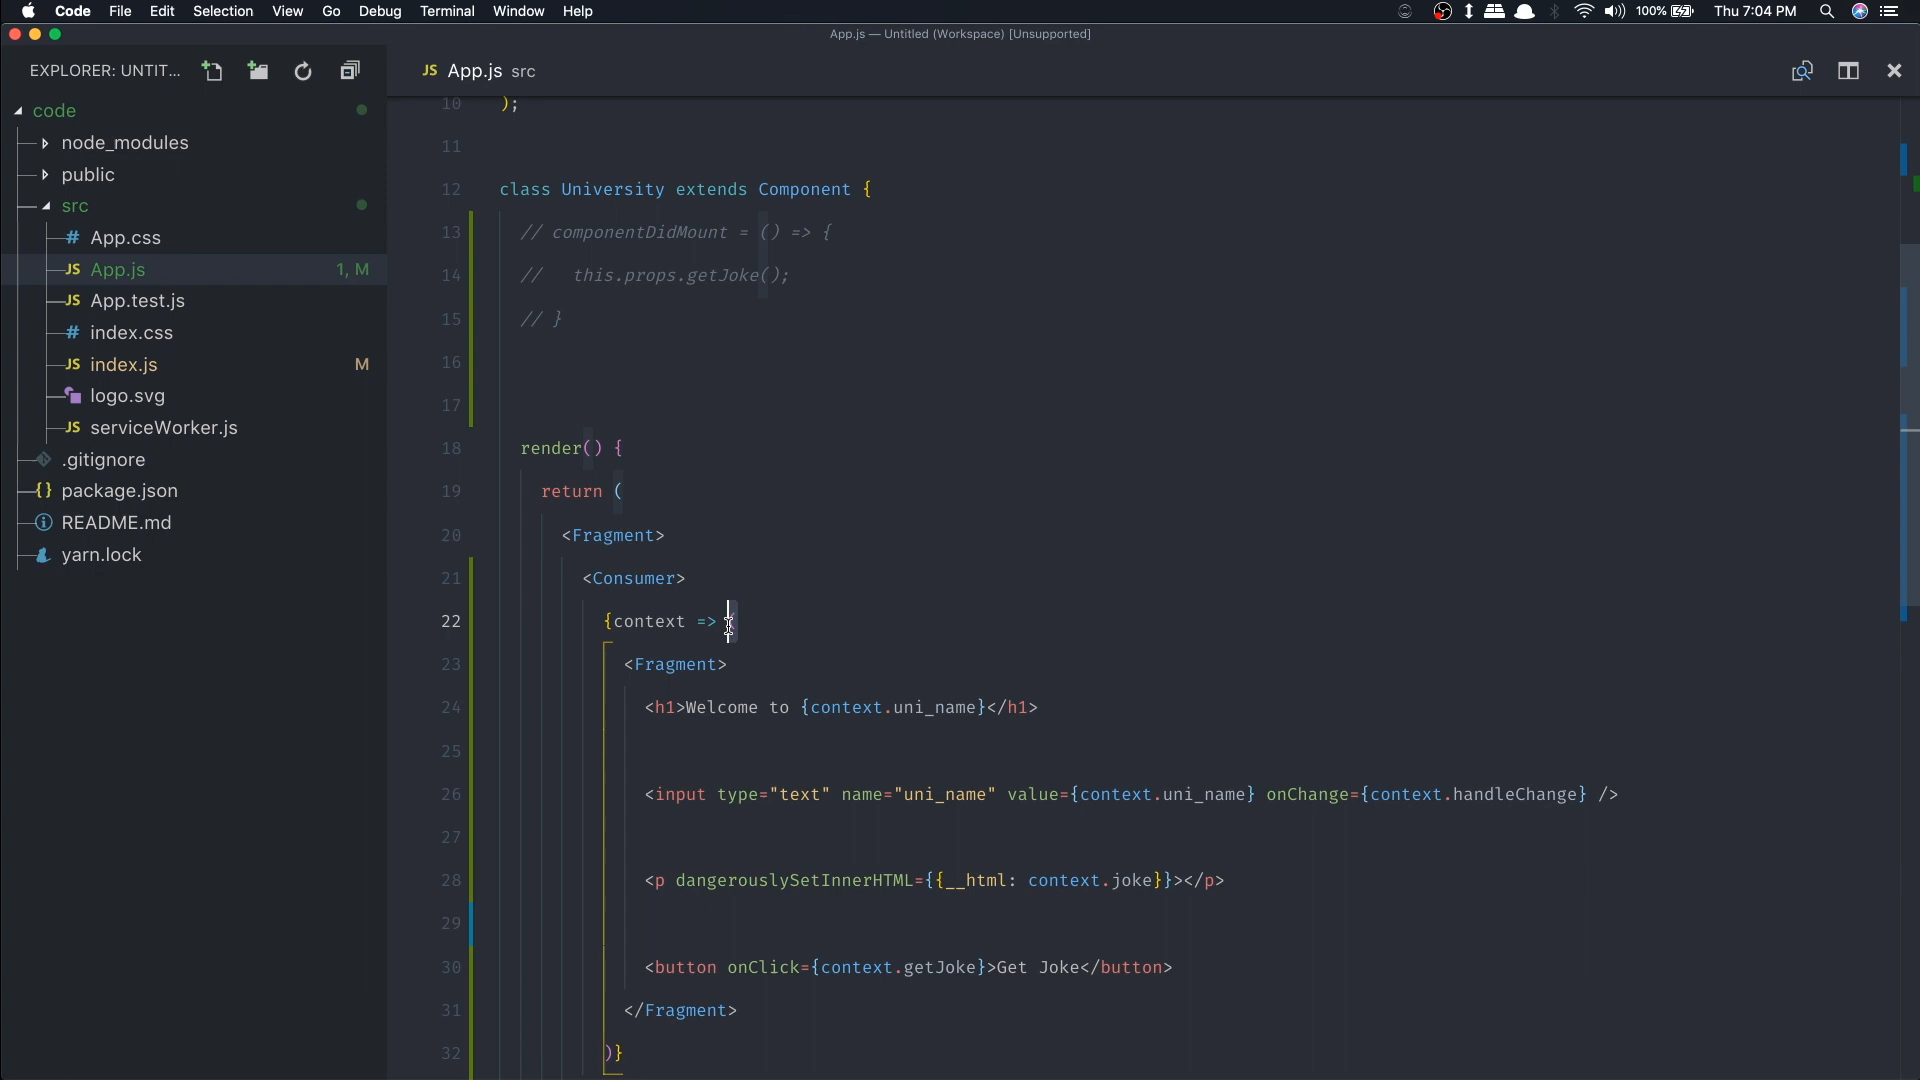 Code File Edit Selection View Go Debug Terminal Window Help 100% Thu 7:04 PM
App.js — Untitled (Workspace) [Unsupported]
EXPLORER: UNTIT...
JS App.js src
code
node_modules
public
src
# App.css
JS App.js 1, M
JS App.test.js
# index.css
JS index.js M
logo.svg
JS serviceWorker.js
.gitignore
{} package.json
README.md
yarn.lock
10 );
11
12 class University extends Component {
13 // componentDidMount = () => {
14 //   this.props.getJoke();
15 // }
16
17
18 render() {
19 return (
20 <Fragment>
21 <Consumer>
22 {context => (
23 <Fragment>
24 <h1>Welcome to {context.uni_name}</h1>
25
26 <input type="text" name="uni_name" value={context.uni_name} onChange={context.handleChange} />
27
28 <p dangerouslySetInnerHTML={{__html: context.joke}}></p>
29
30 <button onClick={context.getJoke}>Get Joke</button>
31 </Fragment>
32 )}